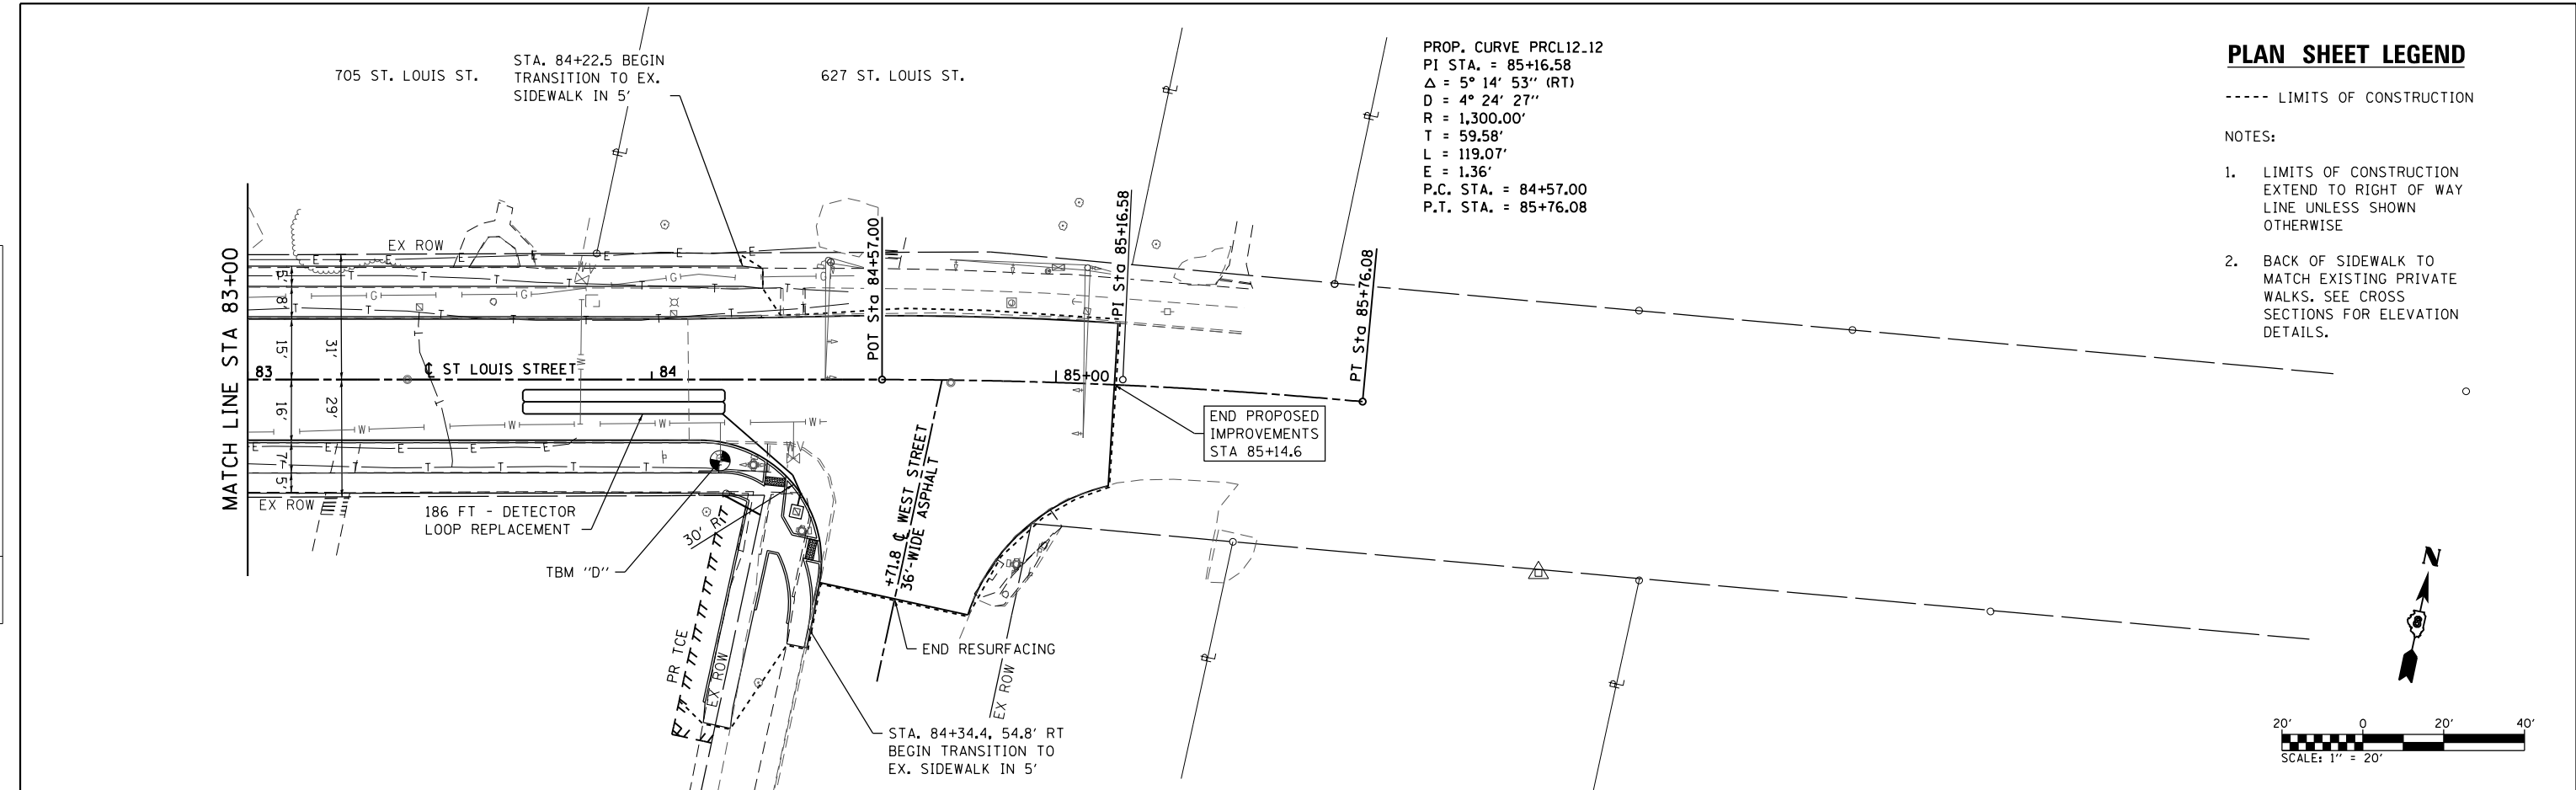 705 ST. LOUIS ST.
STA. 84+22.5 BEGIN
TRANSITION TO EX.
SIDEWALK IN 5'
627 ST. LOUIS ST.
PROP. CURVE PRCL12_12
PI STA. = 85+16.58
Δ = 5° 14' 53'' (RT)
D = 4° 24' 27''
R = 1,300.00'
T = 59.58'
L = 119.07'
E = 1.36'
P.C. STA. = 84+57.00
P.T. STA. = 85+76.08
PLAN SHEET LEGEND
LIMITS OF CONSTRUCTION
NOTES:
1. LIMITS OF CONSTRUCTION
EXTEND TO RIGHT OF WAY
LINE UNLESS SHOWN
OTHERWISE
2. BACK OF SIDEWALK TO
MATCH EXISTING PRIVATE
WALKS. SEE CROSS
SECTIONS FOR ELEVATION
DETAILS.
MATCH LINE STA 83+00
EX ROW
5'
8'
15'
31'
16'
29'
7'
5'
83
℄ ST LOUIS STREET
84
85+00
POT Sta 84+57.00
PI Sta 85+16.58
PT Sta 85+76.08
END PROPOSED
IMPROVEMENTS
STA 85+14.6
EX ROW
186 FT - DETECTOR
LOOP REPLACEMENT
30' R
TBM "D"
+71.8 ℄ WEST STREET
36'-WIDE ASPHALT
PR TCE
EX ROW
END RESURFACING
EX ROW
STA. 84+34.4, 54.8' RT
BEGIN TRANSITION TO
EX. SIDEWALK IN 5'
N
20' 0 20' 40'
SCALE: 1'' = 20'